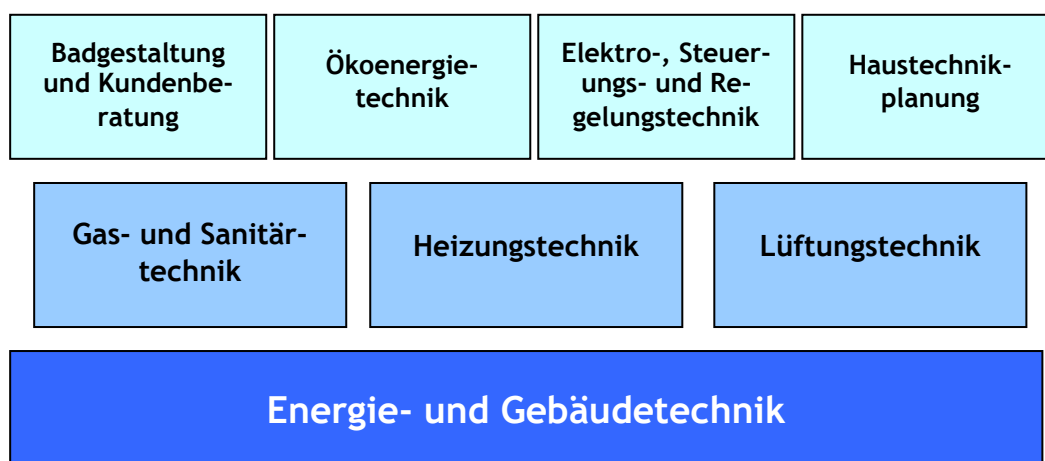 Badgestaltung
und Kundenbe-
ratung
Ökoenergie-
technik
Elektro-, Steuer-
ungs- und Re-
gelungstechnik
Haustechnik-
planung
Gas- und Sanitär-
technik
Heizungstechnik
Lüftungstechnik
Energie- und Gebäudetechnik